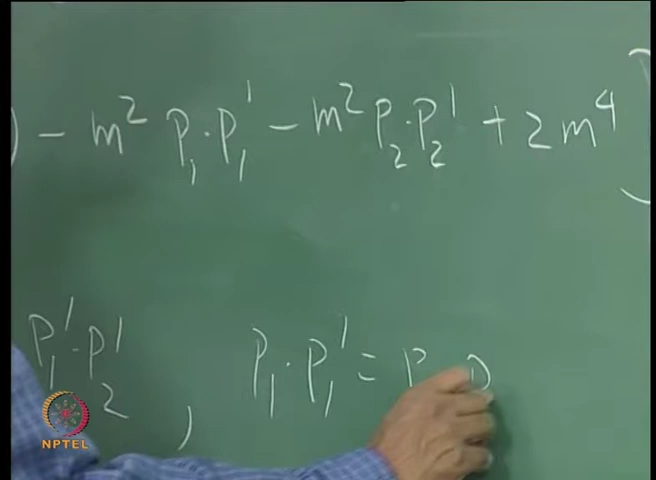 ) - m² P₁·P₁' - m² P₂·P₂' + 2m⁴ )
P₁'·P₂' , P₁·P₁' = P
NPTEL